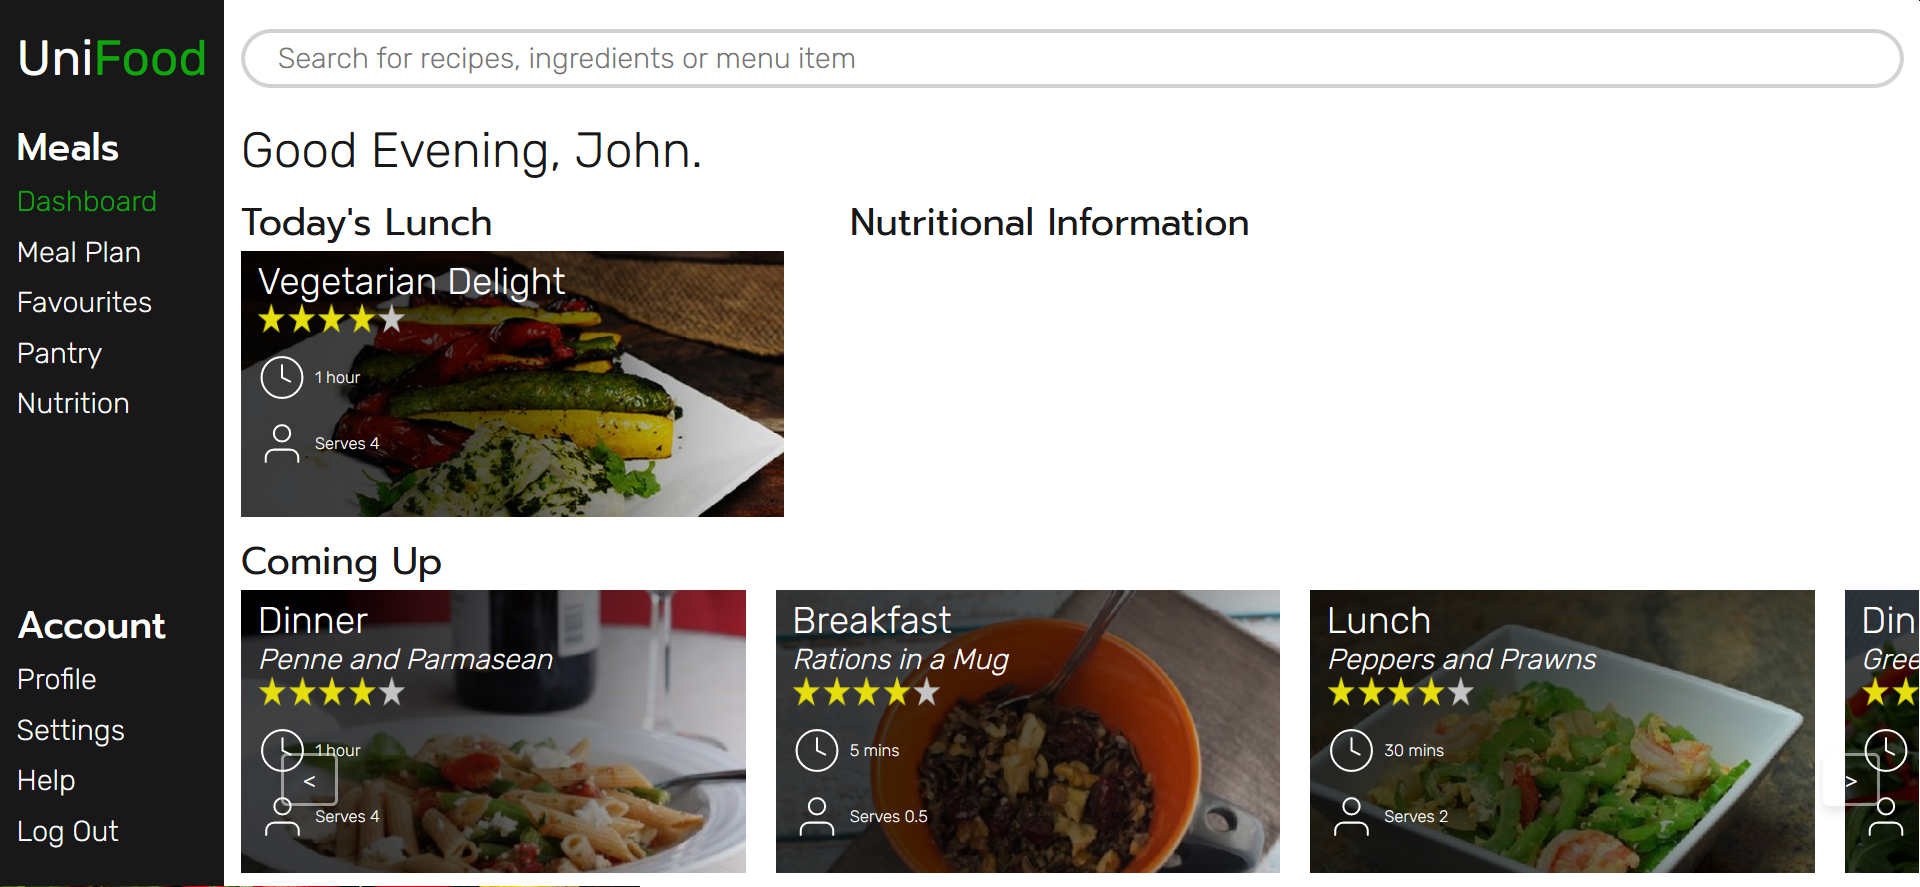 UniFood
Search for recipes, ingredients or menu item
Meals
Dashboard
Meal Plan
Favourites
Pantry
Nutrition
Account
Profile
Settings
Help
Log Out
Good Evening, John.
Today's Lunch
Vegetarian Delight
1 hour
Serves 4
Nutritional Information
Coming Up
Dinner
Penne and Parmasean
1 hour
<
Serves 4
Breakfast
Rations in a Mug
5 mins
Serves 0.5
Lunch
Peppers and Prawns
30 mins
Serves 2
Din
Gree
>